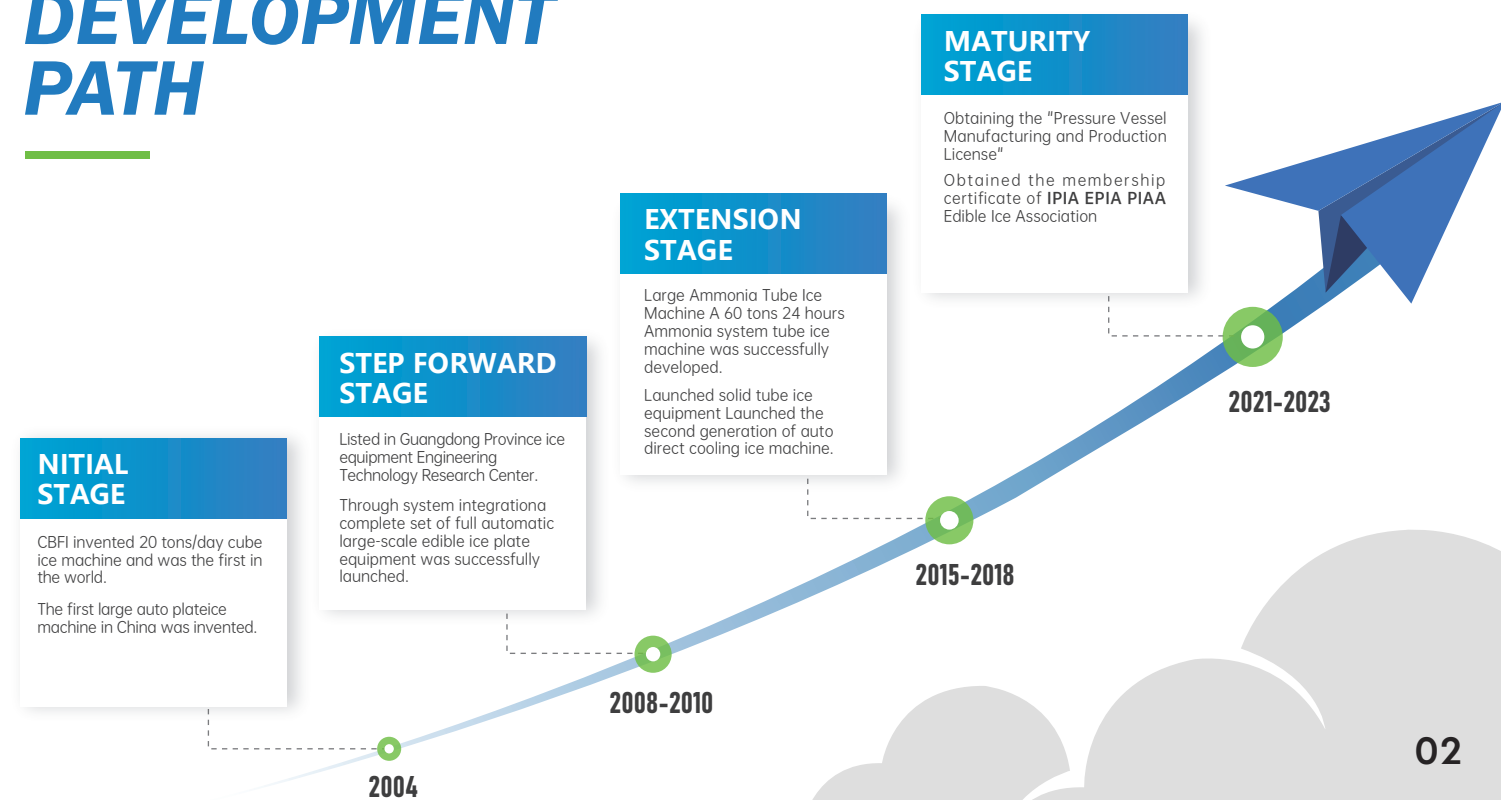 DEVELOPMENT
PATH
NITIAL
STAGE
CBFI invented 20 tons/day cube
ice machine and was the first in
the world.
The first large auto plateice
machine in China was invented.
2004
STEP FORWARD
STAGE
Listed in Guangdong Province ice
equipment Engineering
Technology Research Center.
Through system integrationa
complete set of full automatic
large-scale edible ice plate
equipment was successfully
launched.
2008-2010
EXTENSION
STAGE
Large Ammonia Tube Ice
Machine A 60 tons 24 hours
Ammonia system tube ice
machine was successfully
developed.
Launched solid tube ice
equipment Launched the
second generation of auto
direct cooling ice machine.
2015-2018
MATURITY
STAGE
Obtaining the "Pressure Vessel
Manufacturing and Production
License"
Obtained the membership
certificate of IPIA EPIA PIAA
Edible Ice Association
2021-2023
02